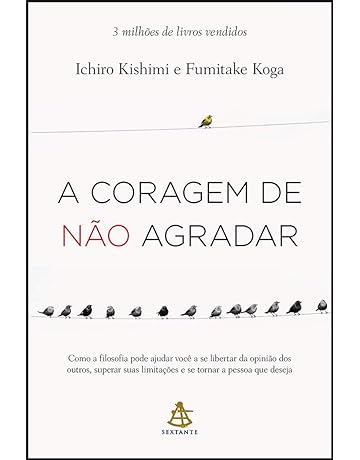 3 milhões de livros vendidos
Ichiro Kishimi e Fumitake Koga
A CORAGEM DE
NÃO AGRADAR
Como a filosofia pode ajudar você a se libertar da opinião dos
outros, superar suas limitações e se tornar a pessoa que deseja
SEXTANTE